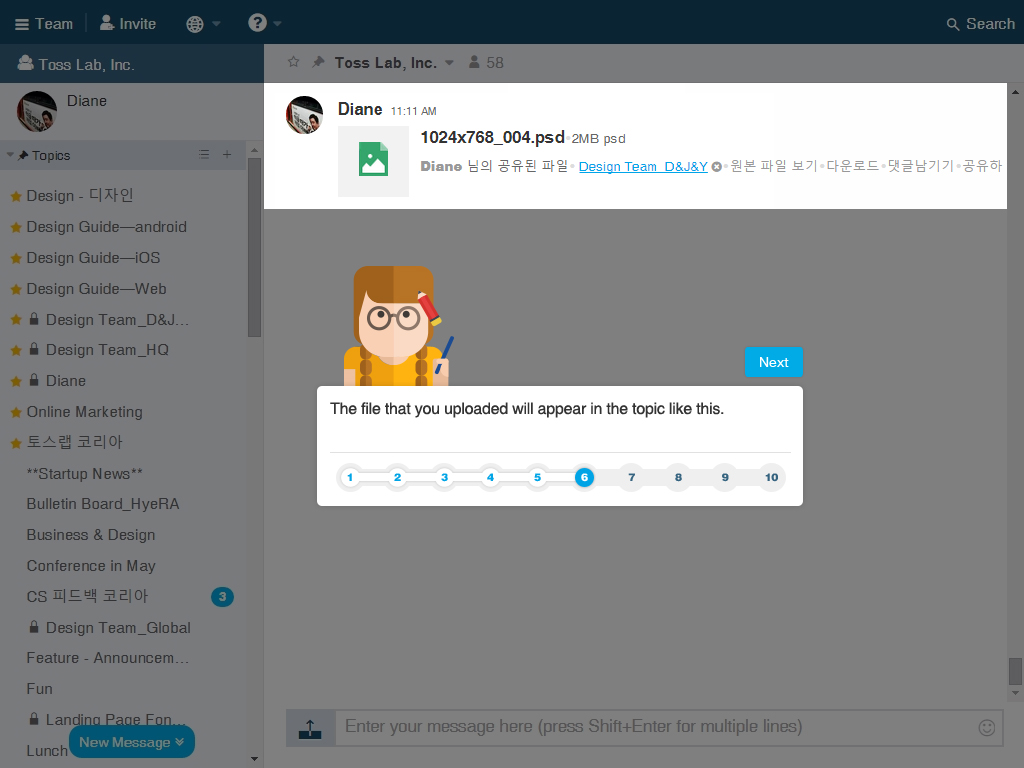 Team Invite Search
Toss Lab, Inc.
Toss Lab, Inc. 58
Diane
Topics
Design - 디자인
Design Guide—android
Design Guide—iOS
Design Guide—Web
Design Team_D&J...
Design Team_HQ
Diane
Online Marketing
토스랩 코리아
**Startup News**
Bulletin Board_HyeRA
Business & Design
Conference in May
CS 피드백 코리아 3
Design Team_Global
Feature - Announcem...
Fun
Landing Page Fon...
Lunch
New Message
Diane 11:11 AM
1024x768_004.psd 2MB psd
Diane 님의 공유된 파일 • Design Team_D&J&Y • 원본 파일 보기 • 다운로드 • 댓글남기기 • 공유하
Next
The file that you uploaded will appear in the topic like this.
1 2 3 4 5 6 7 8 9 10
Enter your message here (press Shift+Enter for multiple lines)